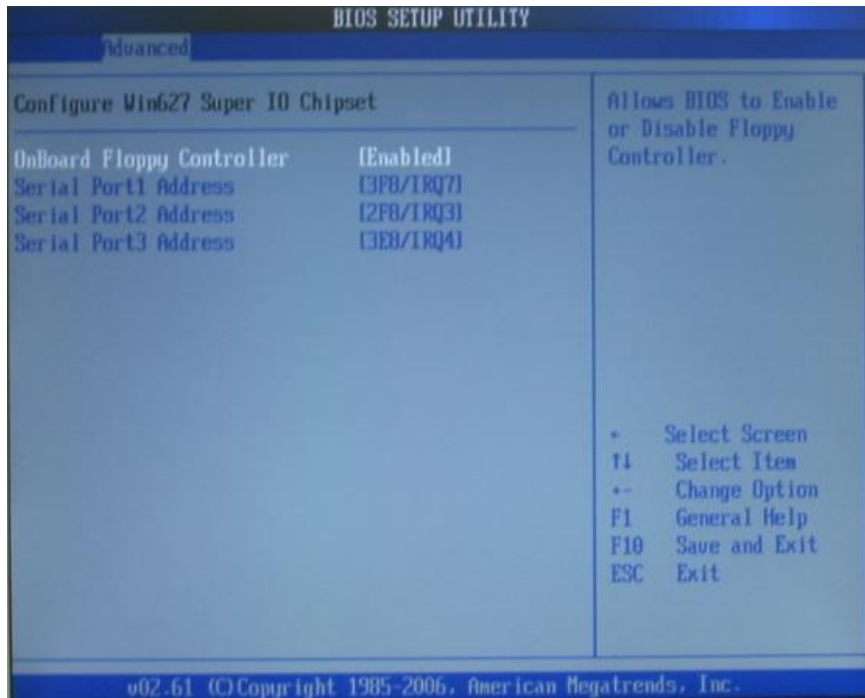 BIOS SETUP UTILITY
Advanced
Configure Win627 Super IO Chipset
OnBoard Floppy Controller [Enabled]
Serial Port1 Address [3F8/IRQ7]
Serial Port2 Address [2F8/IRQ3]
Serial Port3 Address [3E8/IRQ4]
Allows BIOS to Enable
or Disable Floppy
Controller.
← Select Screen
↑↓ Select Item
+- Change Option
F1 General Help
F10 Save and Exit
ESC Exit
v02.61 (C)Copyright 1985-2006, American Megatrends, Inc.